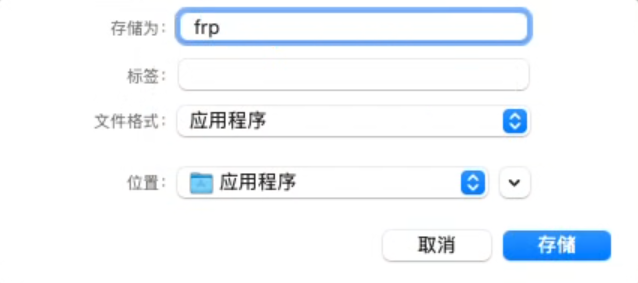 存储为： frp
标签：
文件格式： 应用程序
位置： 应用程序
取消 存储